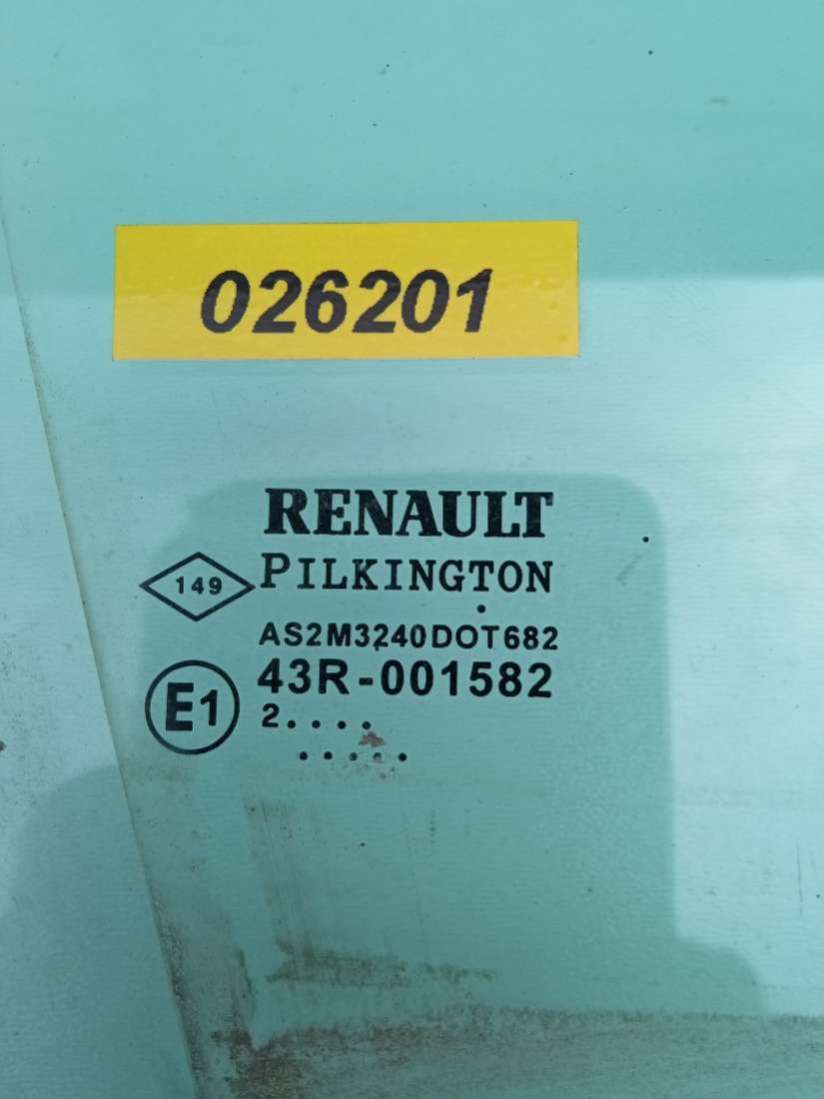 026201
RENAULT
149 PILKINGTON
AS2M3240DOT682
E1 43R-001582
2....
.....